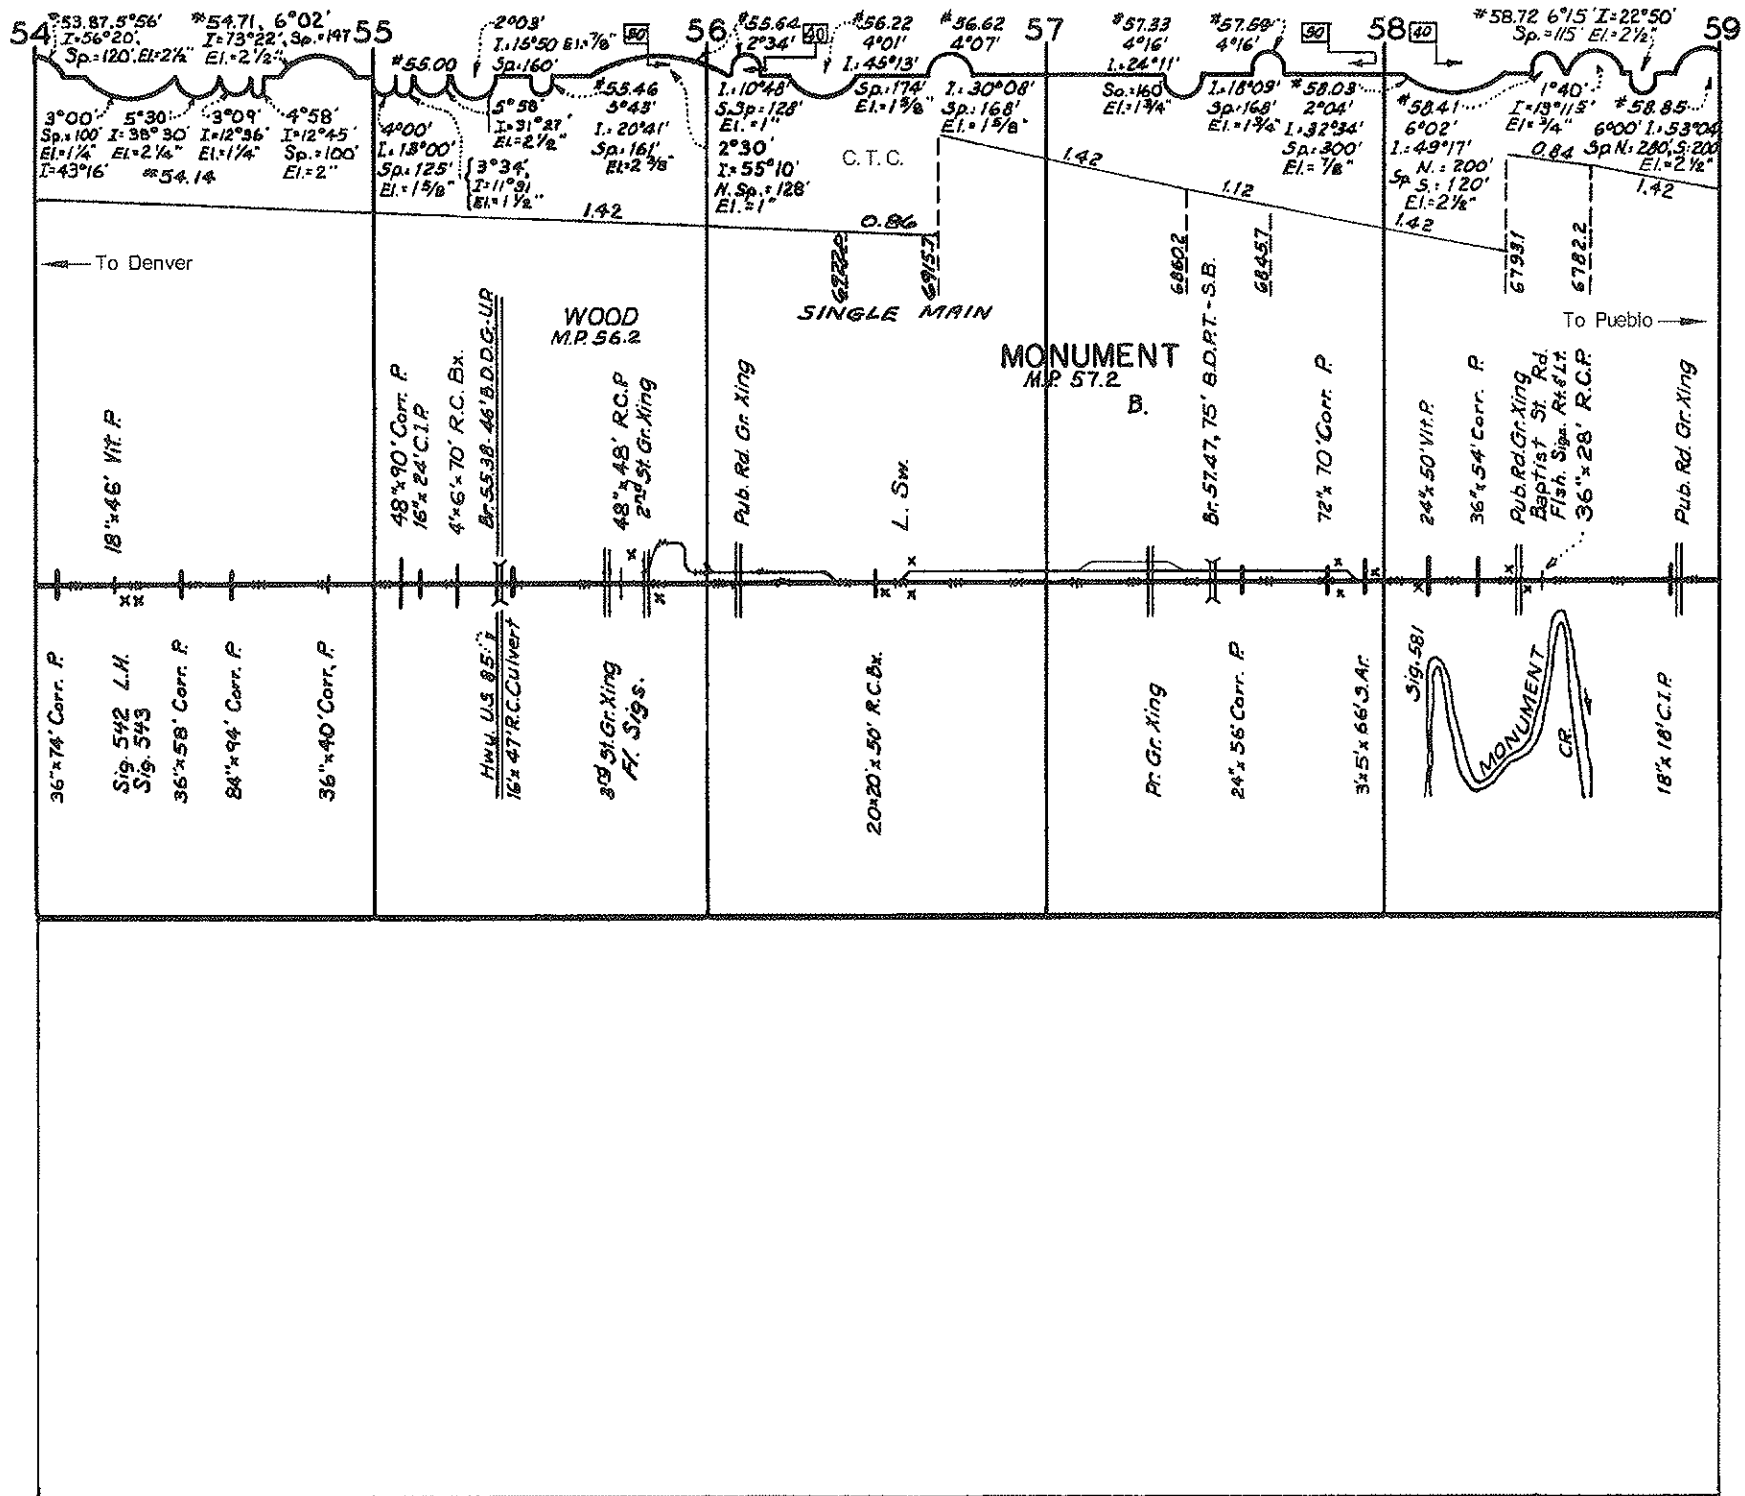 54
55
56
57
58
59
#53.87, 5°56'
I=56°20'
Sp.=120', El.=2½"
#54.71, 6°02'
I=73°22', Sp.=147
El.=2½"
3°00'
Sp.=100'
El.=1¼"
I=43°16'
5°30'
I=38°30'
El.=2¼"
#54.14
3°09'
I=12°36'
El.=1¼"
4°58'
I=12°45'
Sp.=100'
El.=2"
#55.00
4°00'
I.=13°00'
Sp.=125'
El.=1⅝"
2°03'
I.=15°50 El.=⅞"
Sp.=160'
5°58'
El.=2½"
3°34'
El.=1½"
#55.46
5°43'
I.=20°41'
Sp.=161'
El.=2⅜"
#55.64
2°34'
I.=10°48'
S.Sp.=128'
El.=1"
2°30'
I=55°10'
N.Sp.=128'
El.=1"
40
#56.22
4°01'
I.=45°13'
Sp.=174'
El.=1⅝"
#56.62
4°07'
I.=30°08'
Sp.=168'
El.=1⅝"
C. T. C.
#57.33
4°16'
I.=24°11'
Sp.=160'
El.=1¾"
#57.59
4°16'
I.=18°09'
Sp.=168'
El.=1¾"
50
#58.03
2°04'
I.=32°34'
Sp.=300'
El.=⅞"
40
#58.41
6°02'
I.=49°17'
Sp. N.=200'
S.=120'
El.=2½"
#58.72 6°15' I=22°50'
Sp.=115' El.=2½"
1°40'
El=¾"
#58.85
6°00' I.=53°04'
Sp N.=280', S.=200
El.=2½"
1.42
0.86
1.42
1.12
1.42
0.84
1.42
6915.7
6860.2
6845.7
6793.1
6782.2
To Denver
To Pueblo
WOOD
M.P. 56.2
SINGLE MAIN
MONUMENT
M.P. 57.2
B.
18"x46' Vit. P.
48"x90' Corr. P.
16"x24' C.I.P.
4'x6'x70' R.C. Bx.
Br. 55.38 - 46' B.D.D.G.-U.P.
48"x48' R.C.P
2nd St. Gr. Xing
Pub. Rd. Gr. Xing
L. Sw.
Br. 57.47, 75' B.D.P.T. - S.B.
72"x70' Corr. P.
24"x50' Vit. P.
36"x54' Corr. P.
Pub. Rd. Gr. Xing
Baptist St Rd.
Flsh. Sigs. Rt. & Lt.
36"x28' R.C.P.
Pub. Rd. Gr. Xing
36"x74' Corr. P.
Sig. 542 L.H.
Sig. 543
36"x58' Corr. P.
84"x94' Corr. P.
36"x40' Corr. P.
Hwy. U.S. 85
16'x47' R.C. Culvert
3rd St. Gr. Xing
Fl. Sigs.
20x20'x50' R.C. Bx.
Pr. Gr. Xing
24"x56' Corr. P.
3'x5'x66' S. Ar.
Sig. 581
MONUMENT
CR.
18"x18' C.I.P.